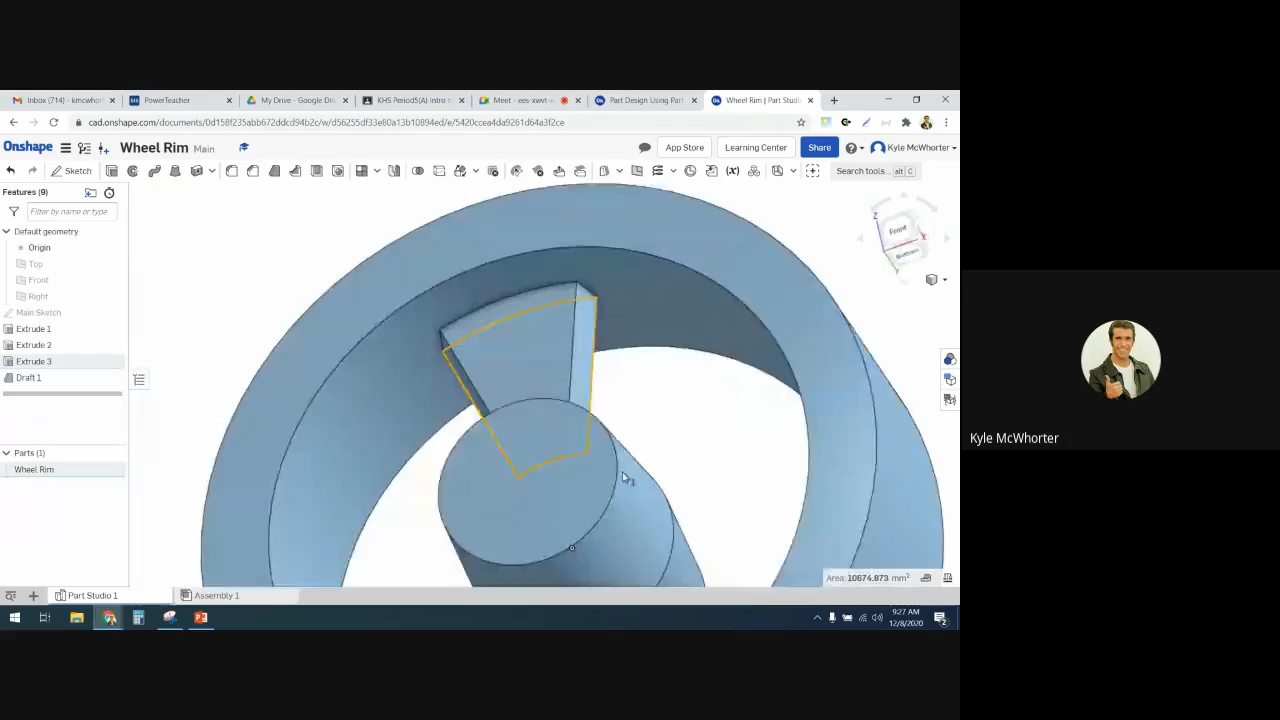 Inbox (714) - kmcwhor
PowerTeacher
My Drive - Google Dri
KHS Period5(A) Intro t
Meet - ees-xwvt-x
Part Design Using Part
Wheel Rim | Part Studi
cad.onshape.com/documents/0d158f235abb672ddcd94b2c/w/d56255df33e80a13b10894ed/e/5420ccea4da9261d64a3f2ce
Onshape
Wheel Rim Main
App Store
Learning Center
Share
Kyle McWhorter
Sketch
Search tools...
alt
C
Features (9)
Filter by name or type
Default geometry
Origin
Top
Front
Right
Main Sketch
Extrude 1
Extrude 2
Extrude 3
Draft 1
Parts (1)
Wheel Rim
Z
Front
X
Bottom
Kyle McWhorter
Area: 10674.873 mm²
Part Studio 1
Assembly 1
9:27 AM
12/8/2020